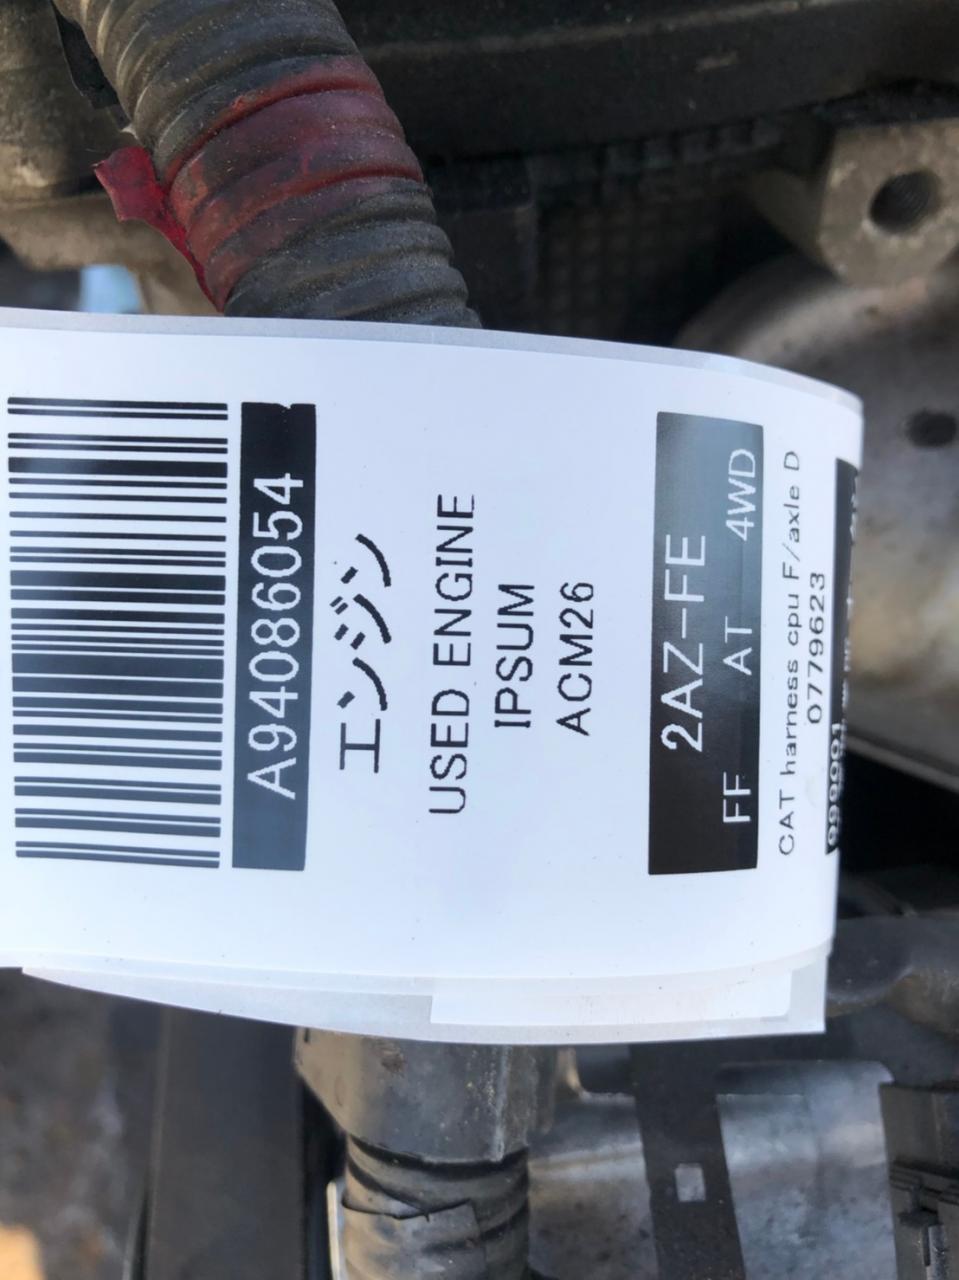 A94086054
エンジン
USED ENGINE
IPSUM
ACM26
2AZ-FE
FF AT 4WD
CAT harness cpu F/axle D
0779623